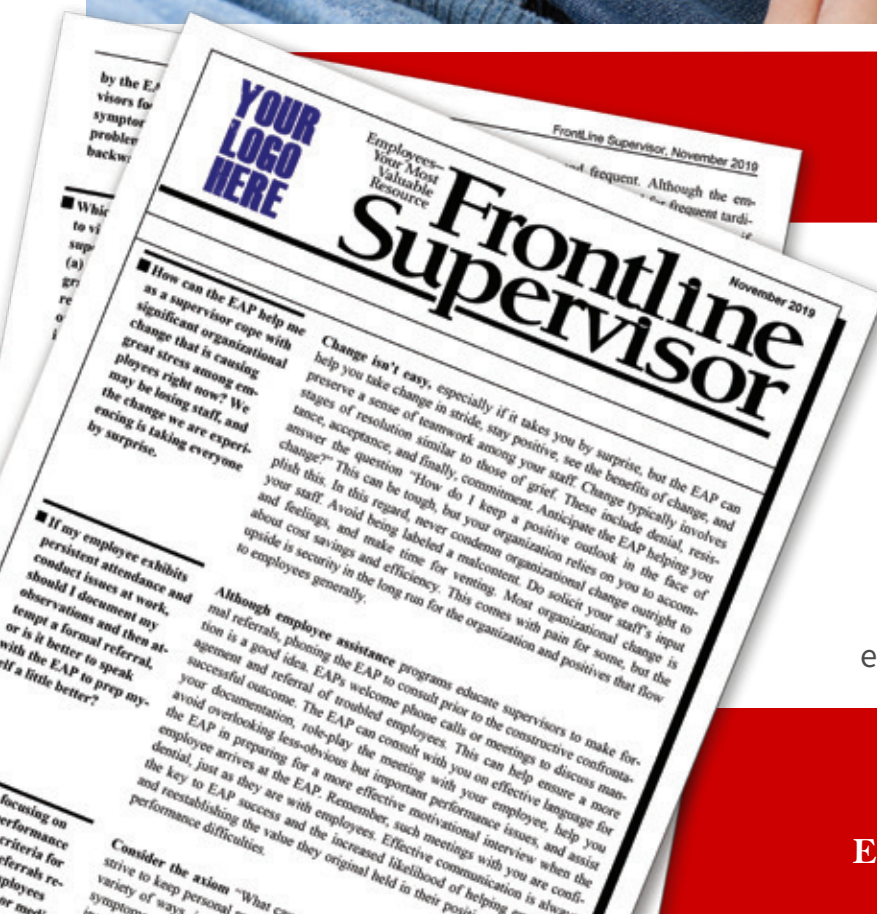 by the
visors
problem
FrontLine Supervisor, November 2019
and frequent. Although the em-
for frequent tardi-
YOUR
LOGO
HERE
Employees–
Your Most
Valuable
Resource
Frontline
Supervisor
November 2019
■ How can the EAP help me
as a supervisor cope with
significant organizational
change that is causing
great stress among em-
ployees right now? We
may be losing staff, and
the change we are experi-
encing is taking everyone
by surprise.
Change isn't easy, especially if it takes you by surprise, but the EAP can
help you take change in stride, stay positive, see the benefits of change, and
preserve a sense of teamwork among your staff. Change typically involves
stages of resolution similar to those of grief. These include denial, resis-
tance, acceptance, and finally, commitment. Anticipate the EAP helping you
answer the question "How do I keep a positive outlook in the face of
change?" This can be tough, but your organization relies on you to accom-
plish this. In this regard, never condemn organizational change outright to
your staff. Avoid being labeled a malcontent. Do solicit your staff's input
and feelings, and make time for venting. Most organizational change is
about cost savings and efficiency. This comes with pain for some, but the
upside is security in the long run for the organization and positives that flow
to employees generally.
■ If my employee exhibits
persistent attendance and
conduct issues at work,
should I document my
observations and then at-
tempt a formal referral,
or is it better to speak
with the EAP to prep my-
elf a little better?
Although employee assistance programs educate supervisors to make for-
mal referrals, phoning the EAP to consult prior to the constructive confronta-
tion is a good idea. EAPs welcome phone calls or meetings to discuss man-
agement and referral of troubled employees. This can help ensure a more
successful outcome. The EAP can consult with you on effective language for
your documentation, role-play the meeting with your employee, help you
avoid overlooking less-obvious but important performance issues, and assist
the EAP in preparing for a more effective motivational interview when the
employee arrives at the EAP. Remember, such meetings with you are confi-
dential, just as they are with employees. Effective communication is always
the key to EAP success and the increased likelihood of helping
and reestablishing the value they original held in their
performance difficulties.
focusing on
performance
criteria for
referrals re-
ployees
or
Consider the axiom "What
strive to keep personal
variety of ways
e
E